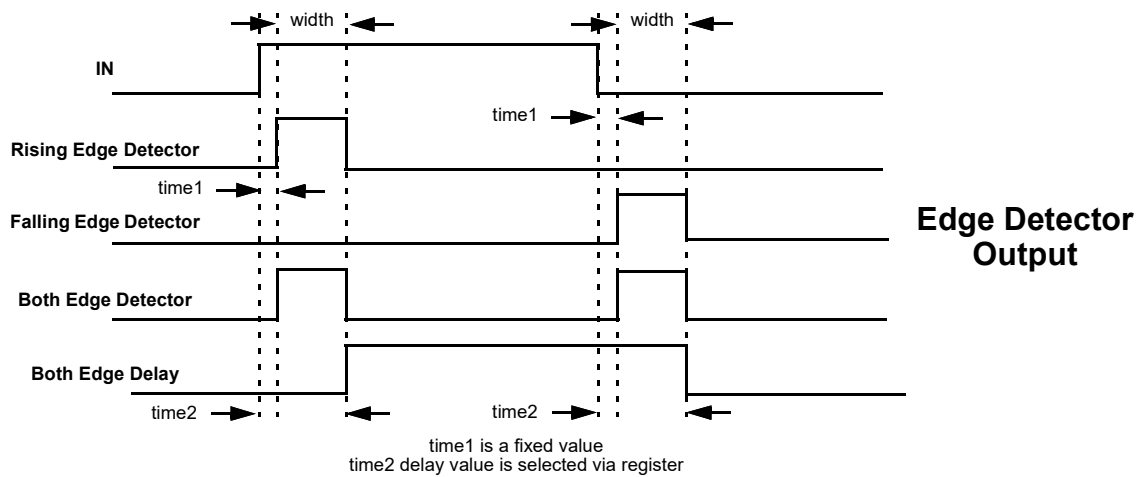 width
width
IN
time1
Rising Edge Detector
time1
Falling Edge Detector
Edge Detector
Output
Both Edge Detector
Both Edge Delay
time2
time2
time1 is a fixed value
time2 delay value is selected via register